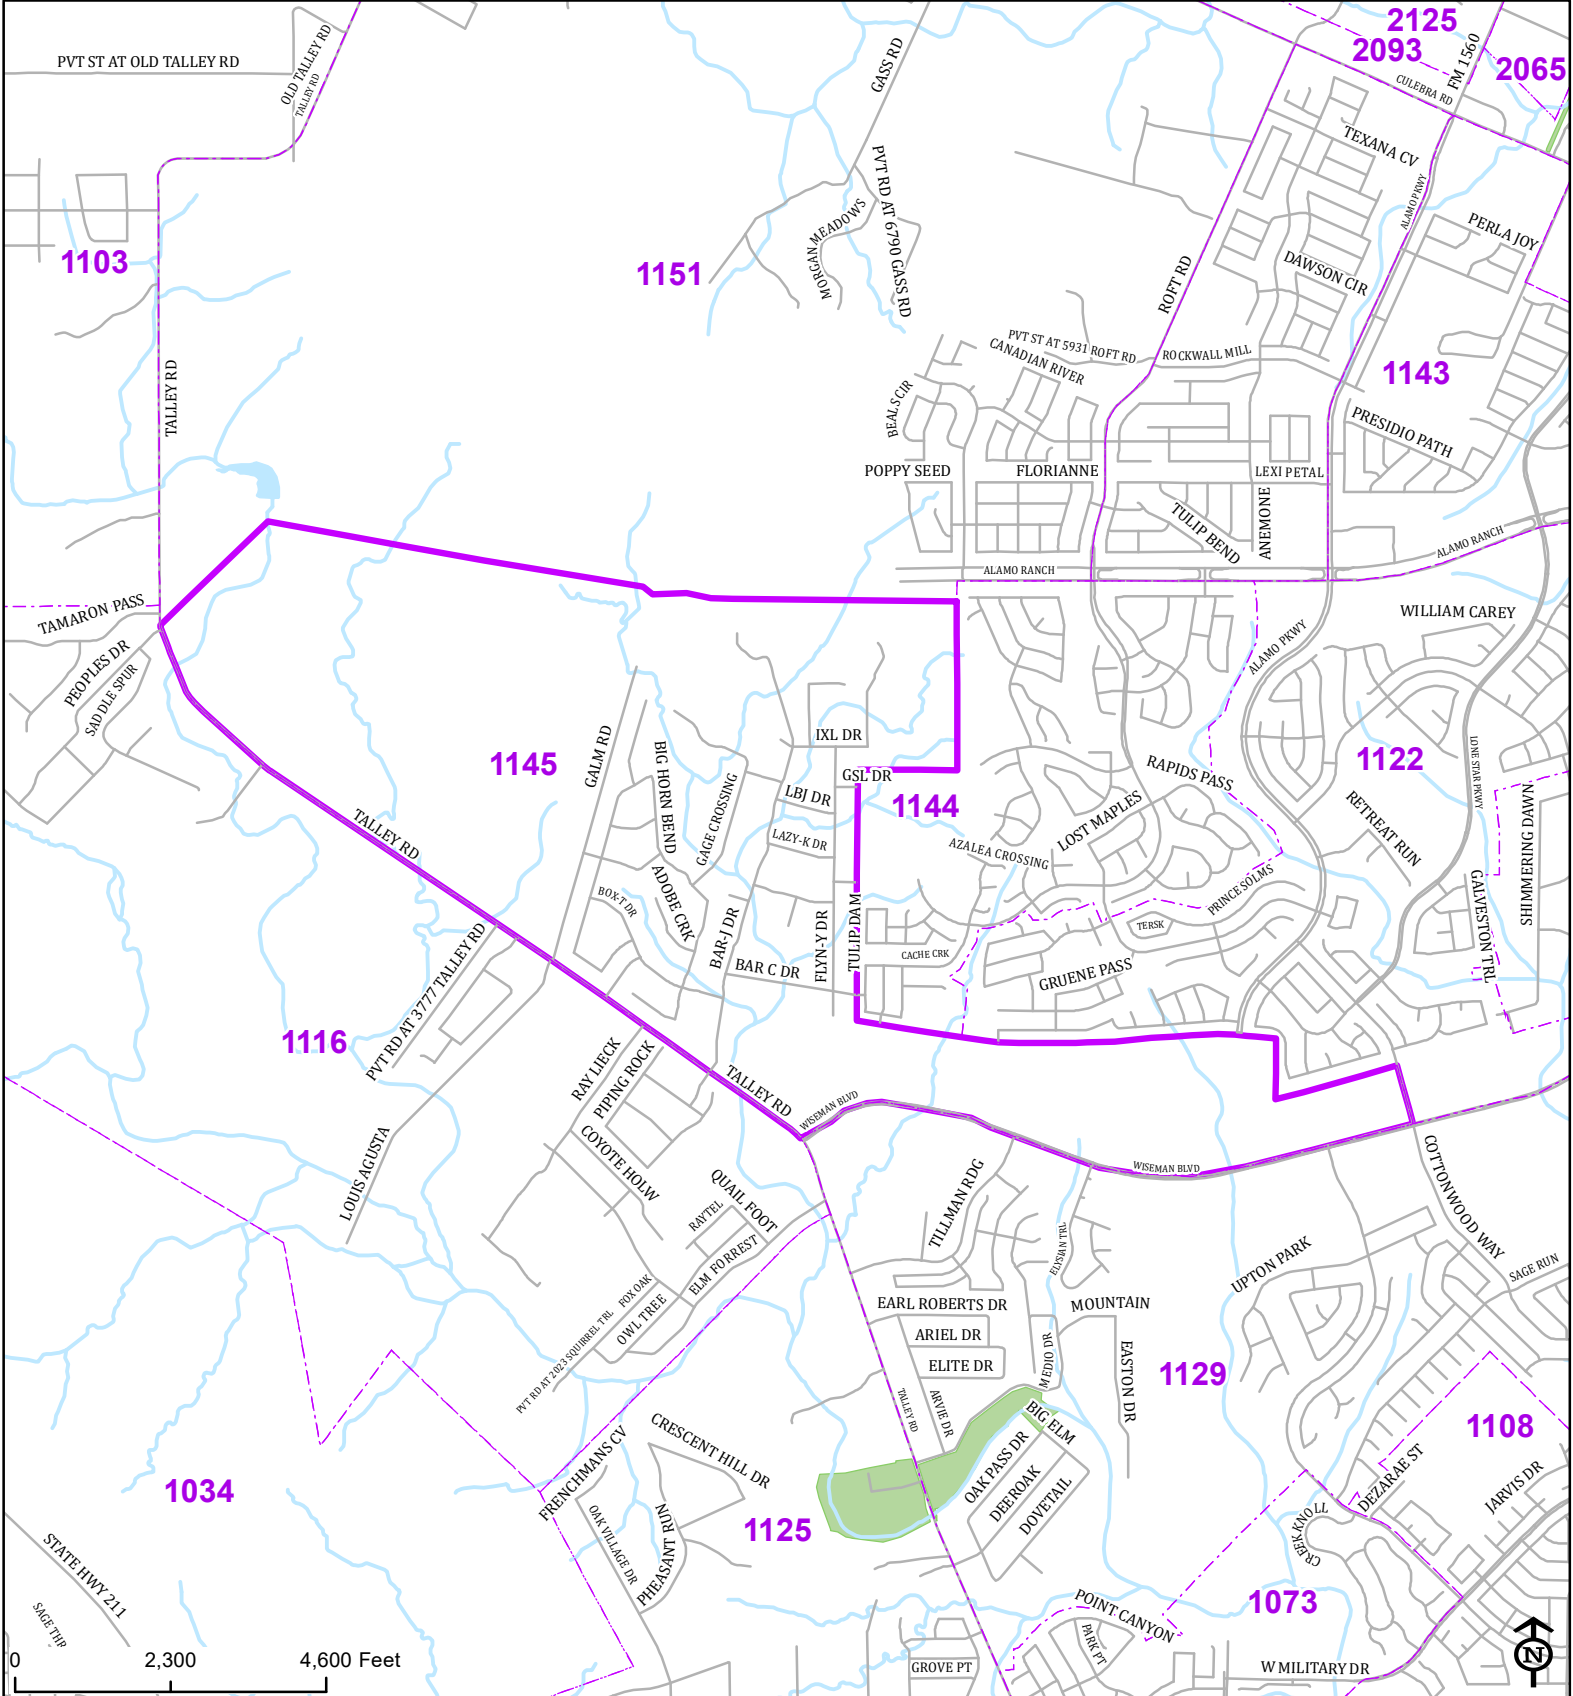 2125
2093
FM 1560
2065
CULEBRA RD
PVT ST AT OLD TALLEY RD
OLD TALLEY RD
TALLEY RD
GASS RD
TEXANA CV
PVT RD AT 6790 GASS RD
ALAMO PKWY
MORGAN MEADOWS
PERLA JOY
1103
1151
DAWSON CIR
ROFT RD
PVT ST AT 5931 ROFT RD
CANADIAN RIVER
ROCKWALL MILL
1143
TALLEY RD
BEALS CIR
PRESIDIO PATH
POPPY SEED
FLORIANNE
LEXI PETAL
TULIP BEND
ANEMONE
ALAMO RANCH
ALAMO RANCH
TAMARON PASS
WILLIAM CAREY
PEOPLES DR
SADDLE SPUR
ALAMO PKWY
IXL DR
1145
GALM RD
BIG HORN BEND
GAGE CROSSING
GSL DR
1144
RAPIDS PASS
1122
LONE STAR PKWY
LBJ DR
LOST MAPLES
RETREAT RUN
SHIMMERING DAWN
TALLEY RD
LAZY-K DR
AZALEA CROSSING
BOX-T DR
ADOBE CRK
PRINCE SOLMS
GALVESTON TRL
BAR-J DR
FLYN-Y DR
TULIP DAM
TERSK
CACHE CRK
BAR C DR
GRUENE PASS
PVT RD AT 3777 TALLEY RD
1116
RAY LIECK
PIPING ROCK
TALLEY RD
WISEMAN BLVD
WISEMAN BLVD
LOUIS AGUSTA
COYOTE HOLW
COTTONWOOD WAY
QUAIL FOOT
RAYTEL
TILLMAN RDG
ELYSIAN TRL
ELM FORREST
UPTON PARK
SAGE RUN
FOX OAK
OWL TREE
PVT RD AT 2023 SQUIRREL TRL
EARL ROBERTS DR
MOUNTAIN
ARIEL DR
ELITE DR
MEDIO DR
EASTON DR
1129
TALLEY RD
ARVIE DR
BIG ELM
1108
CRESCENT HILL DR
FRENCHMANS CV
OAK PASS DR
DEEROAK
DOVETAIL
DEZARAE ST
JARVIS DR
1034
1125
OAK VILLAGE DR
PHEASANT RUN
CREEK KNOLL
STATE HWY 211
SAGE THR
1073
POINT CANYON
PARK PT
GROVE PT
W MILITARY DR
N
0
2,300
4,600 Feet